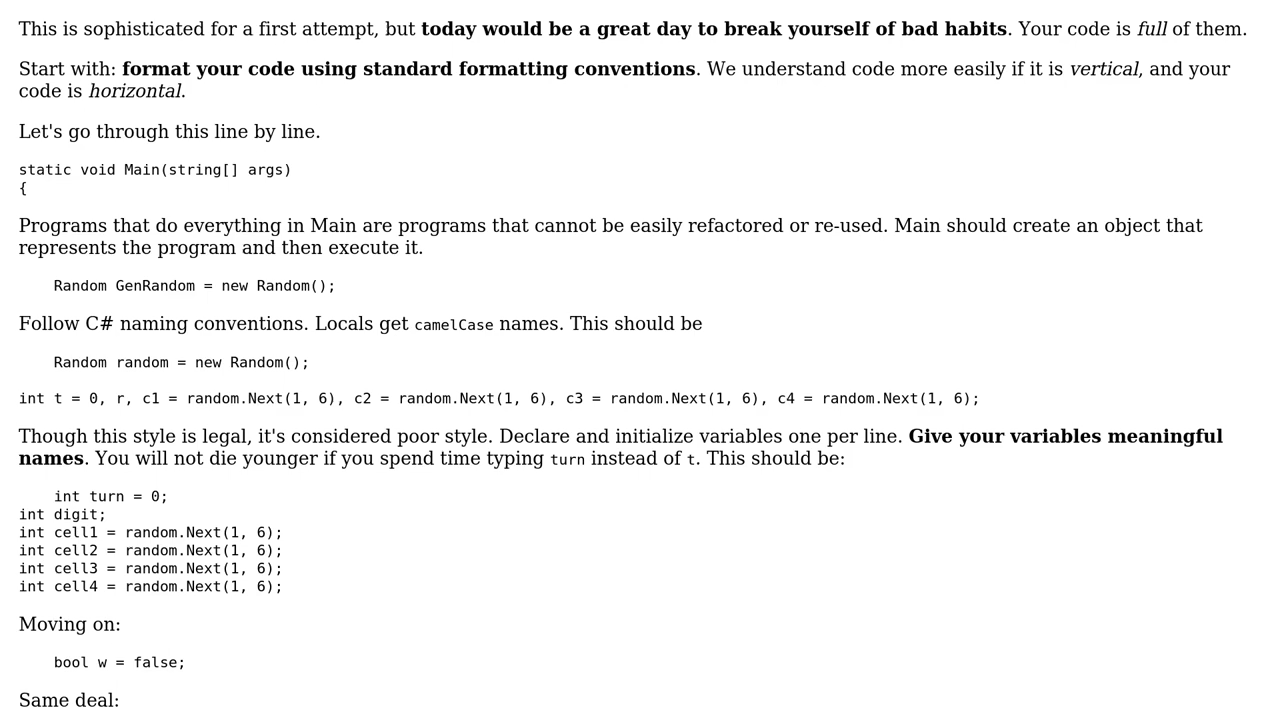 This is sophisticated for a first attempt, but today would be a great day to break yourself of bad habits. Your code is full of them.
Start with: format your code using standard formatting conventions. We understand code more easily if it is vertical, and your
code is horizontal.
Let's go through this line by line.
static void Main(string[] args)
{
Programs that do everything in Main are programs that cannot be easily refactored or re-used. Main should create an object that
represents the program and then execute it.
    Random GenRandom = new Random();
Follow C# naming conventions. Locals get camelCase names. This should be
    Random random = new Random();
int t = 0, r, c1 = random.Next(1, 6), c2 = random.Next(1, 6), c3 = random.Next(1, 6), c4 = random.Next(1, 6);
Though this style is legal, it's considered poor style. Declare and initialize variables one per line. Give your variables meaningful
names. You will not die younger if you spend time typing turn instead of t. This should be:
    int turn = 0;
int digit;
int cell1 = random.Next(1, 6);
int cell2 = random.Next(1, 6);
int cell3 = random.Next(1, 6);
int cell4 = random.Next(1, 6);
Moving on:
    bool w = false;
Same deal: